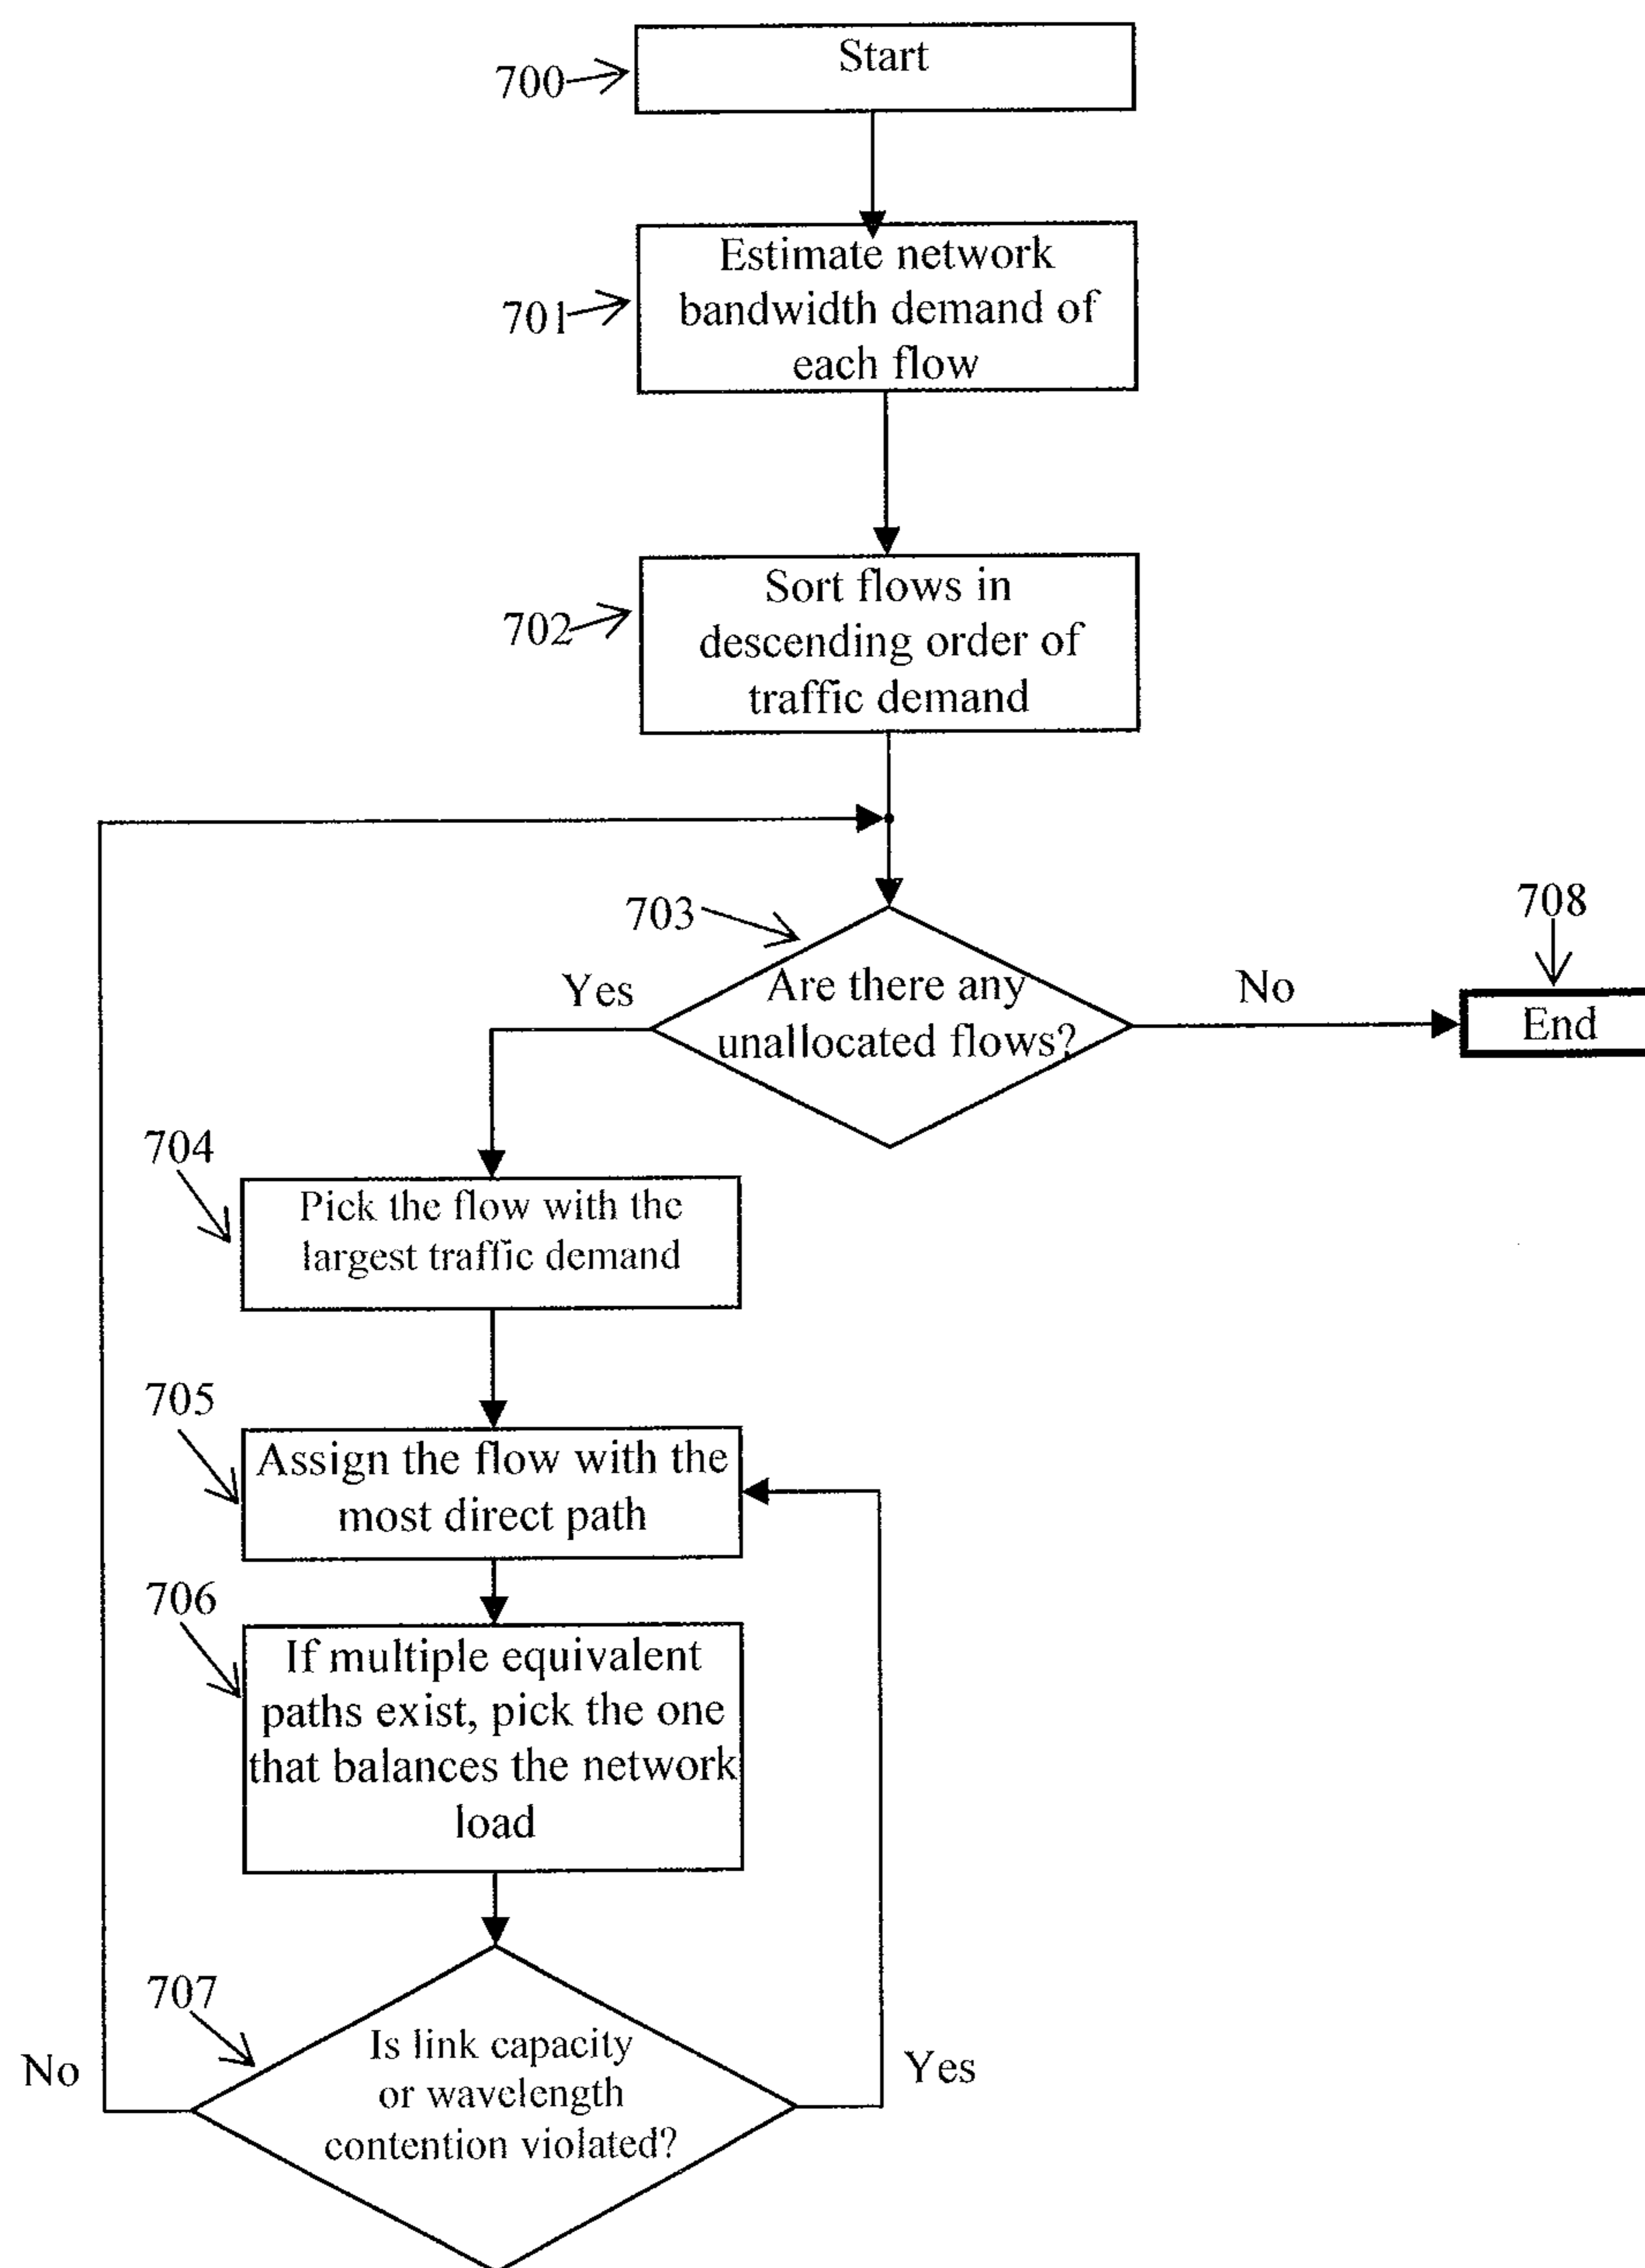 Start
700
Estimate network
bandwidth demand of
each flow
701
Sort flows in
descending order of
traffic demand
702
703
708
Yes
Are there any
unallocated flows?
No
End
704
Pick the flow with the
largest traffic demand
705
Assign the flow with the
most direct path
706
If multiple equivalent
paths exist, pick the one
that balances the network
load
707
Is link capacity
or wavelength
contention violated?
No
Yes